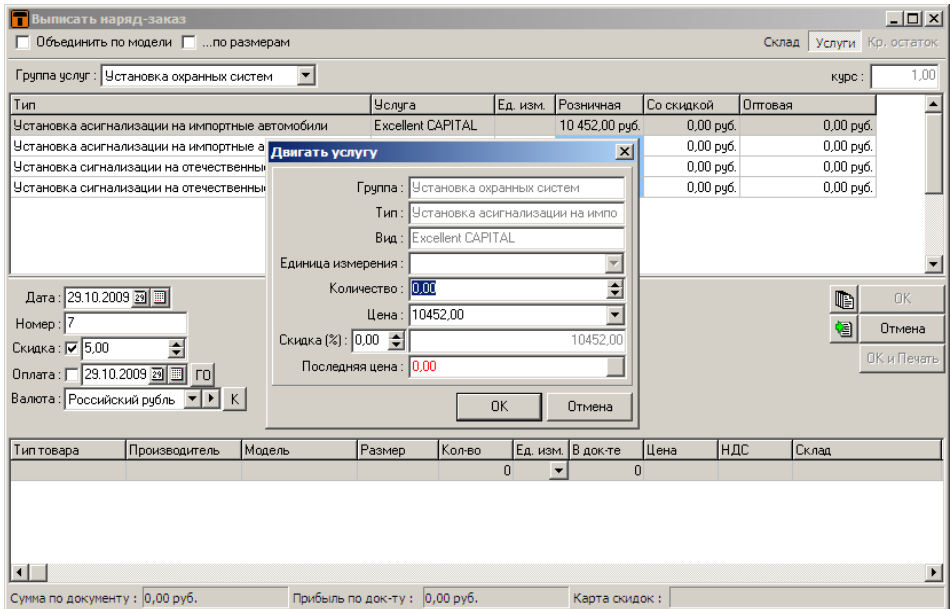 Выписать наряд-заказ
Объединить по модели ...по размерам Склад Услуги Кр. остаток
Группа услуг : Установка охранных систем курс : 1,00
Тип Услуга Ед. изм. Розничная Со скидкой Оптовая
Установка асигнализации на импортные автомобили Excellent CAPITAL 10 452,00 руб. 0,00 руб. 0,00 руб.
Установка асигнализации на импортные а 0,00 руб. 0,00 руб.
Установка сигнализации на отечественны 0,00 руб. 0,00 руб.
Установка сигнализации на отечественны 0,00 руб. 0,00 руб.
Двигать услугу
Группа : Установка охранных систем
Тип : Установка асигнализации на импо
Вид : Excellent CAPITAL
Единица измерения :
Количество : 0,00
Цена : 10452,00
Скидка (%) : 0,00 10452,00
Последняя цена : 0,00
OK Отмена
Дата : 29.10.2009 29
Номер : 7
Скидка : 5,00
Оплата : 29.10.2009 29 ГО
Валюта : Российский рубль К
OK
Отмена
OK и Печать
Тип товара Производитель Модель Размер Кол-во Ед. изм. В док-те Цена НДС Склад
0 0
Сумма по документу : 0,00 руб. Прибыль по док-ту : 0,00 руб. Карта скидок :